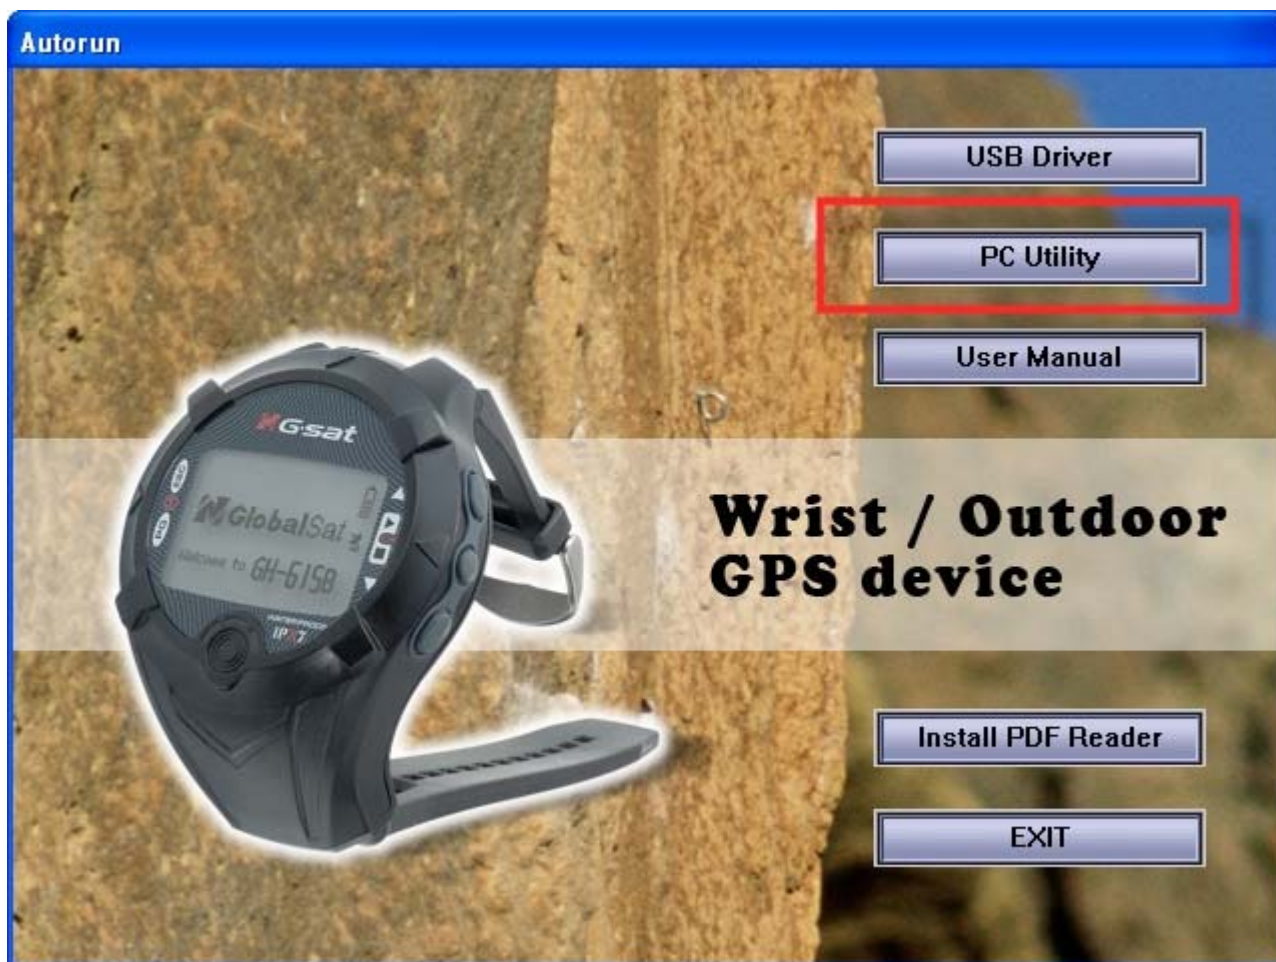 Autorun
USB Driver
PC Utility
User Manual
G·sat
GlobalSat
Welcome to GH-615B
WATERPROOF
IPX7
Wrist / Outdoor
GPS device
Install PDF Reader
EXIT